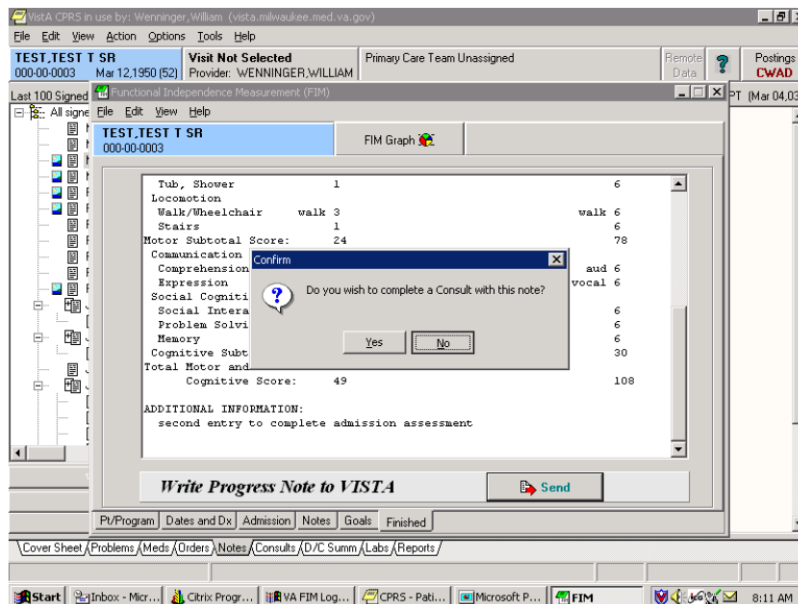 VistA CPRS in use by: Wenninger,William (vista.milwaukee.med.va.gov)
File Edit View Action Options Tools Help
TEST,TEST T SR Visit Not Selected Primary Care Team Unassigned Remote Postings
000-00-0003 Mar 12,1950 (52) Provider: WENNINGER,WILLIAM Data CWAD
Last 100 Signed Functional Independence Measurement (FIM) PT (Mar 04,03
All signe File Edit View Help
TEST,TEST T SR
000-00-0003
FIM Graph
Tub, Shower 1 6
Locomotion
Walk/Wheelchair walk 3 walk 6
Stairs 1 6
Motor Subtotal Score: 24 78
Communication
Confirm
Comprehension aud 6
Expression vocal 6
Do you wish to complete a Consult with this note?
Social Cogniti
Social Intera 6
Problem Solvi 6
Memory 6
Yes No
Cognitive Subt 30
Total Motor and
Cognitive Score: 49 108
ADDITIONAL INFORMATION:
second entry to complete admission assessment
Write Progress Note to VISTA Send
Pt/Program Dates and Dx Admission Notes Goals Finished
Cover Sheet Problems Meds Orders Notes Consults D/C Summ Labs Reports
Start Inbox - Micr... Citrix Progr... VA FIM Log... CPRS - Pati... Microsoft P... FIM 8:11 AM